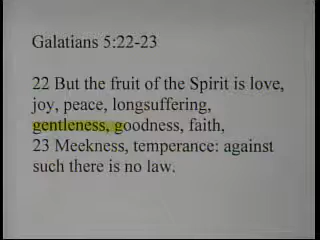 Galatians 5:22-23
22 But the fruit of the Spirit is love,
joy, peace, longsuffering,
gentleness, goodness, faith,
23 Meekness, temperance: against
such there is no law.